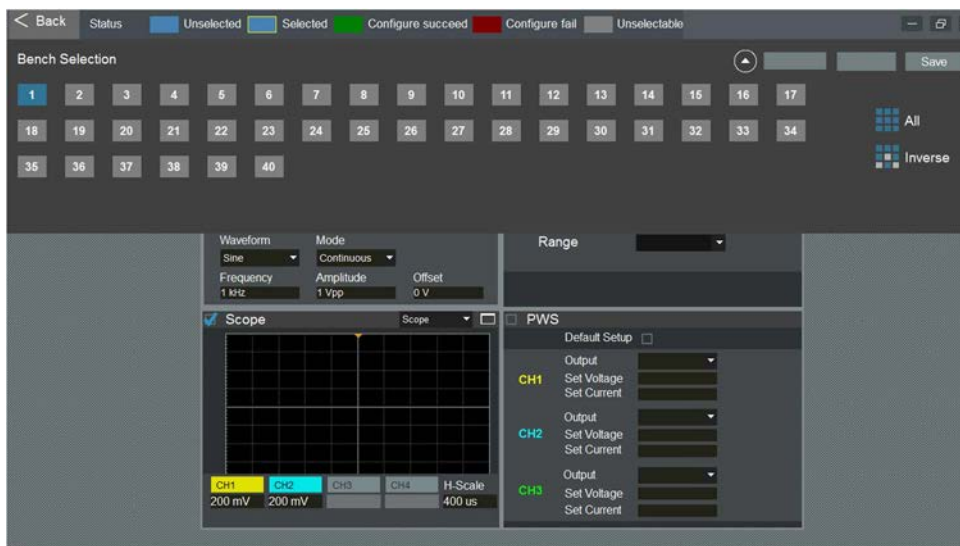 < Back Status Unselected Selected Configure succeed Configure fail Unselectable
Bench Selection
Save
1 2 3 4 5 6 7 8 9 10 11 12 13 14 15 16 17
All
18 19 20 21 22 23 24 25 26 27 28 29 30 31 32 33 34
Inverse
35 36 37 38 39 40
Waveform Mode
Sine Continuous
Frequency Amplitude Offset
1 kHz 1 Vpp 0 V
Range
Scope Scope
CH1 CH2 CH3 CH4 H-Scale
200 mV 200 mV 400 us
PWS
Default Setup
Output
CH1 Set Voltage
Set Current
Output
CH2 Set Voltage
Set Current
Output
CH3 Set Voltage
Set Current